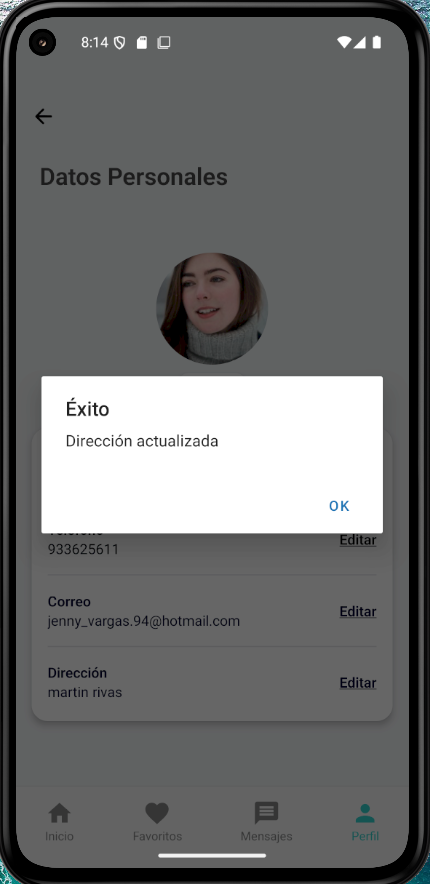 8:14
Datos Personales
Éxito
Dirección actualizada
OK
933625611
Editar
Correo
jenny_vargas.94@hotmail.com
Editar
Dirección
martin rivas
Editar
Inicio
Favoritos
Mensajes
Perfil